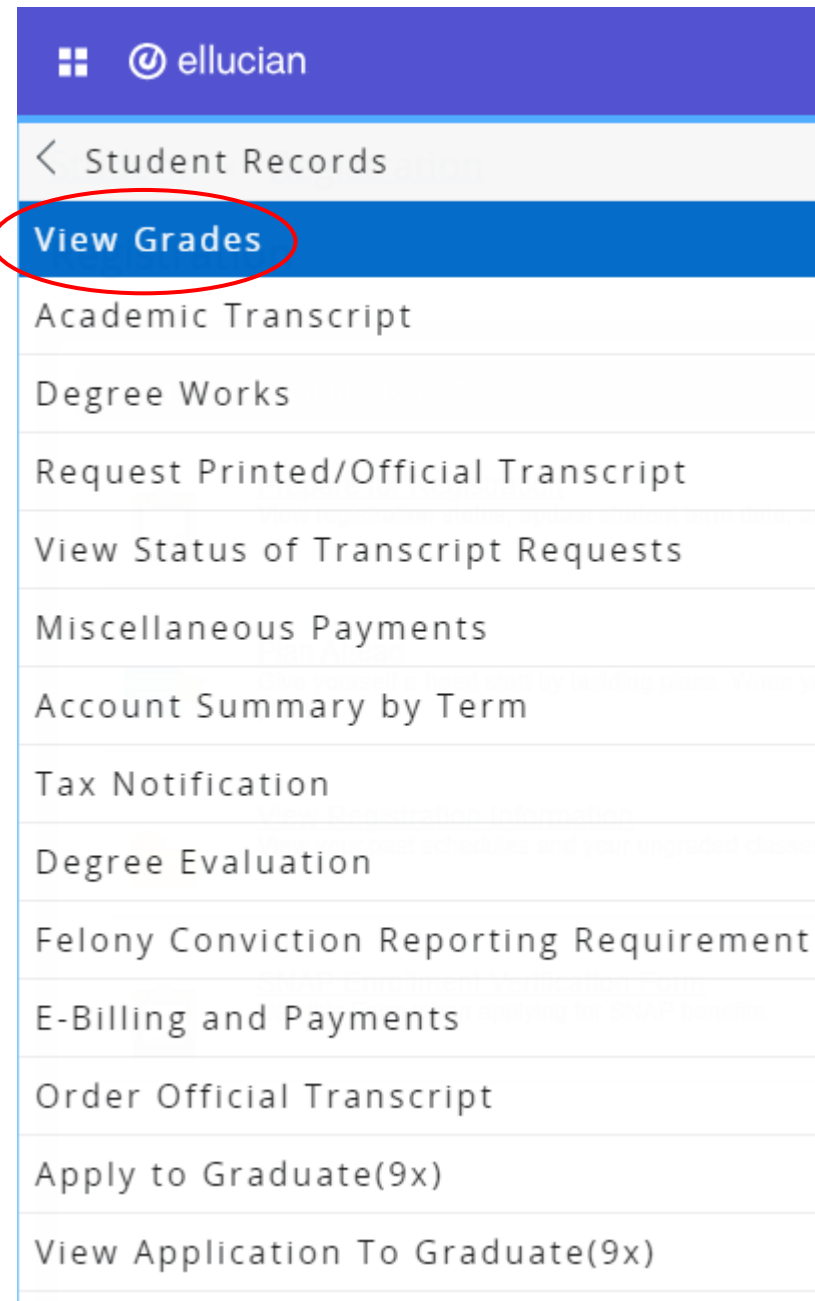 ellucian
Student Records
View Grades
Academic Transcript
Degree Works
Request Printed/Official Transcript
View Status of Transcript Requests
Miscellaneous Payments
Account Summary by Term
Tax Notification
Degree Evaluation
Felony Conviction Reporting Requirement
E-Billing and Payments
Order Official Transcript
Apply to Graduate(9x)
View Application To Graduate(9x)